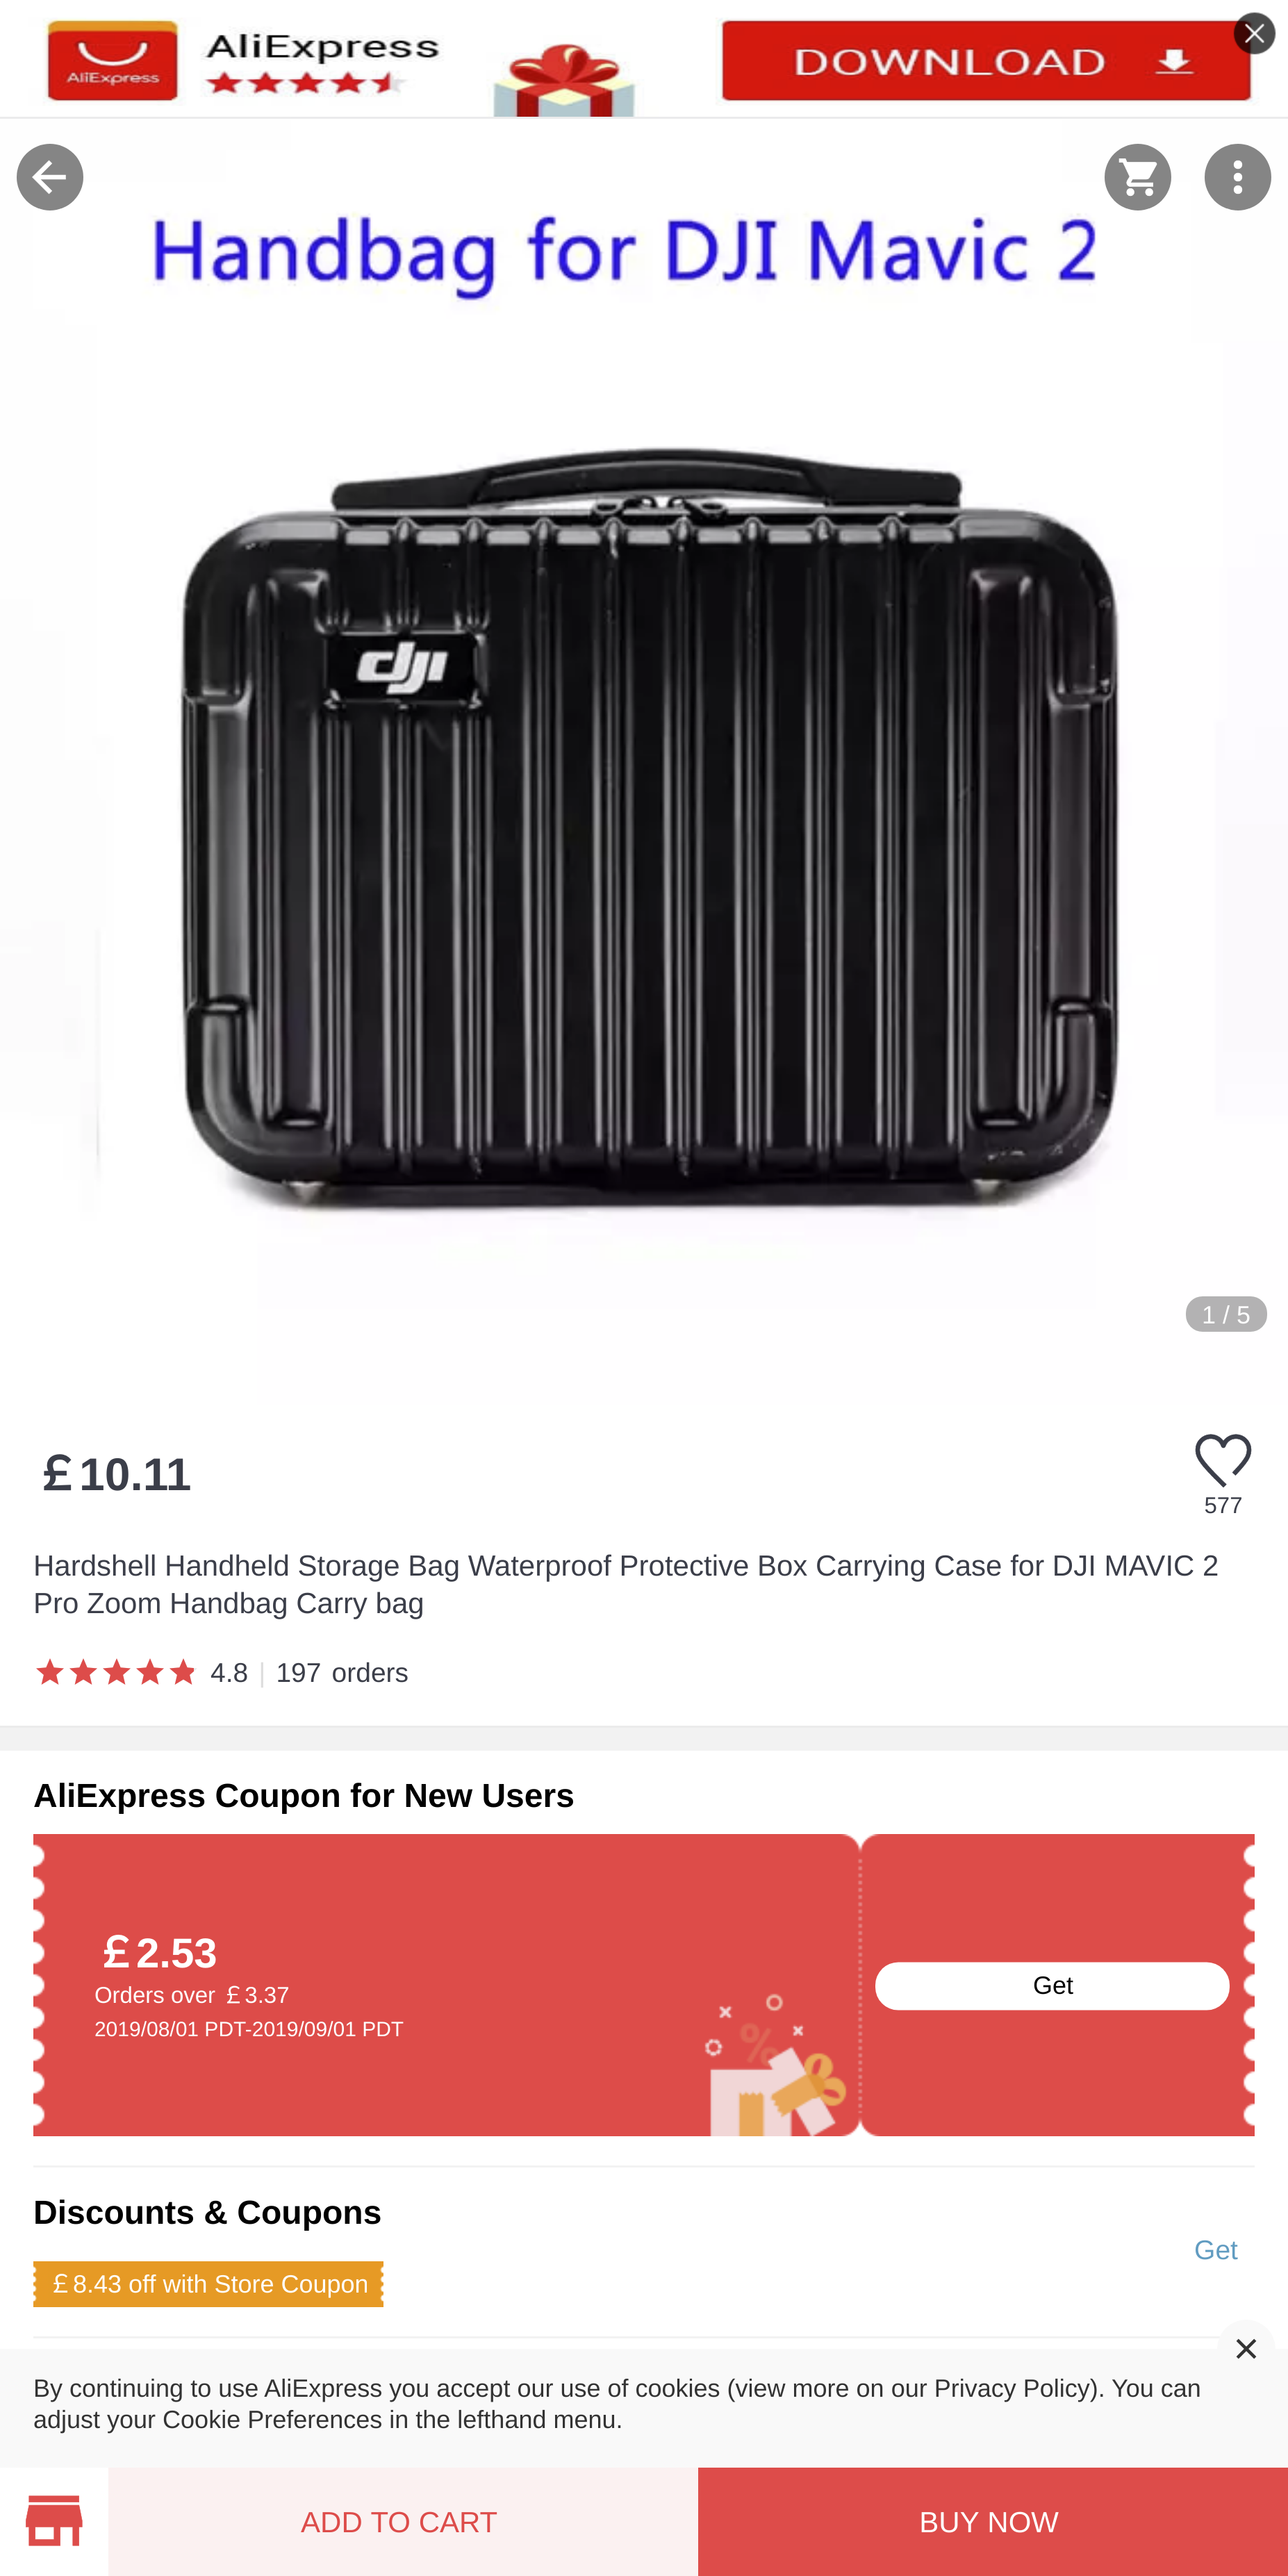 AliExpress
AliExpress
DOWNLOAD
Handbag for DJI Mavic 2
dji
1 / 5
£10.11
577
Hardshell Handheld Storage Bag Waterproof Protective Box Carrying Case for DJI MAVIC 2
Pro Zoom Handbag Carry bag
4.8 | 197 orders
AliExpress Coupon for New Users
£2.53
Orders over £3.37
2019/08/01 PDT-2019/09/01 PDT
Get
%
Discounts & Coupons
Get
£8.43 off with Store Coupon
By continuing to use AliExpress you accept our use of cookies (view more on our Privacy Policy). You can
adjust your Cookie Preferences in the lefthand menu.
ADD TO CART
BUY NOW